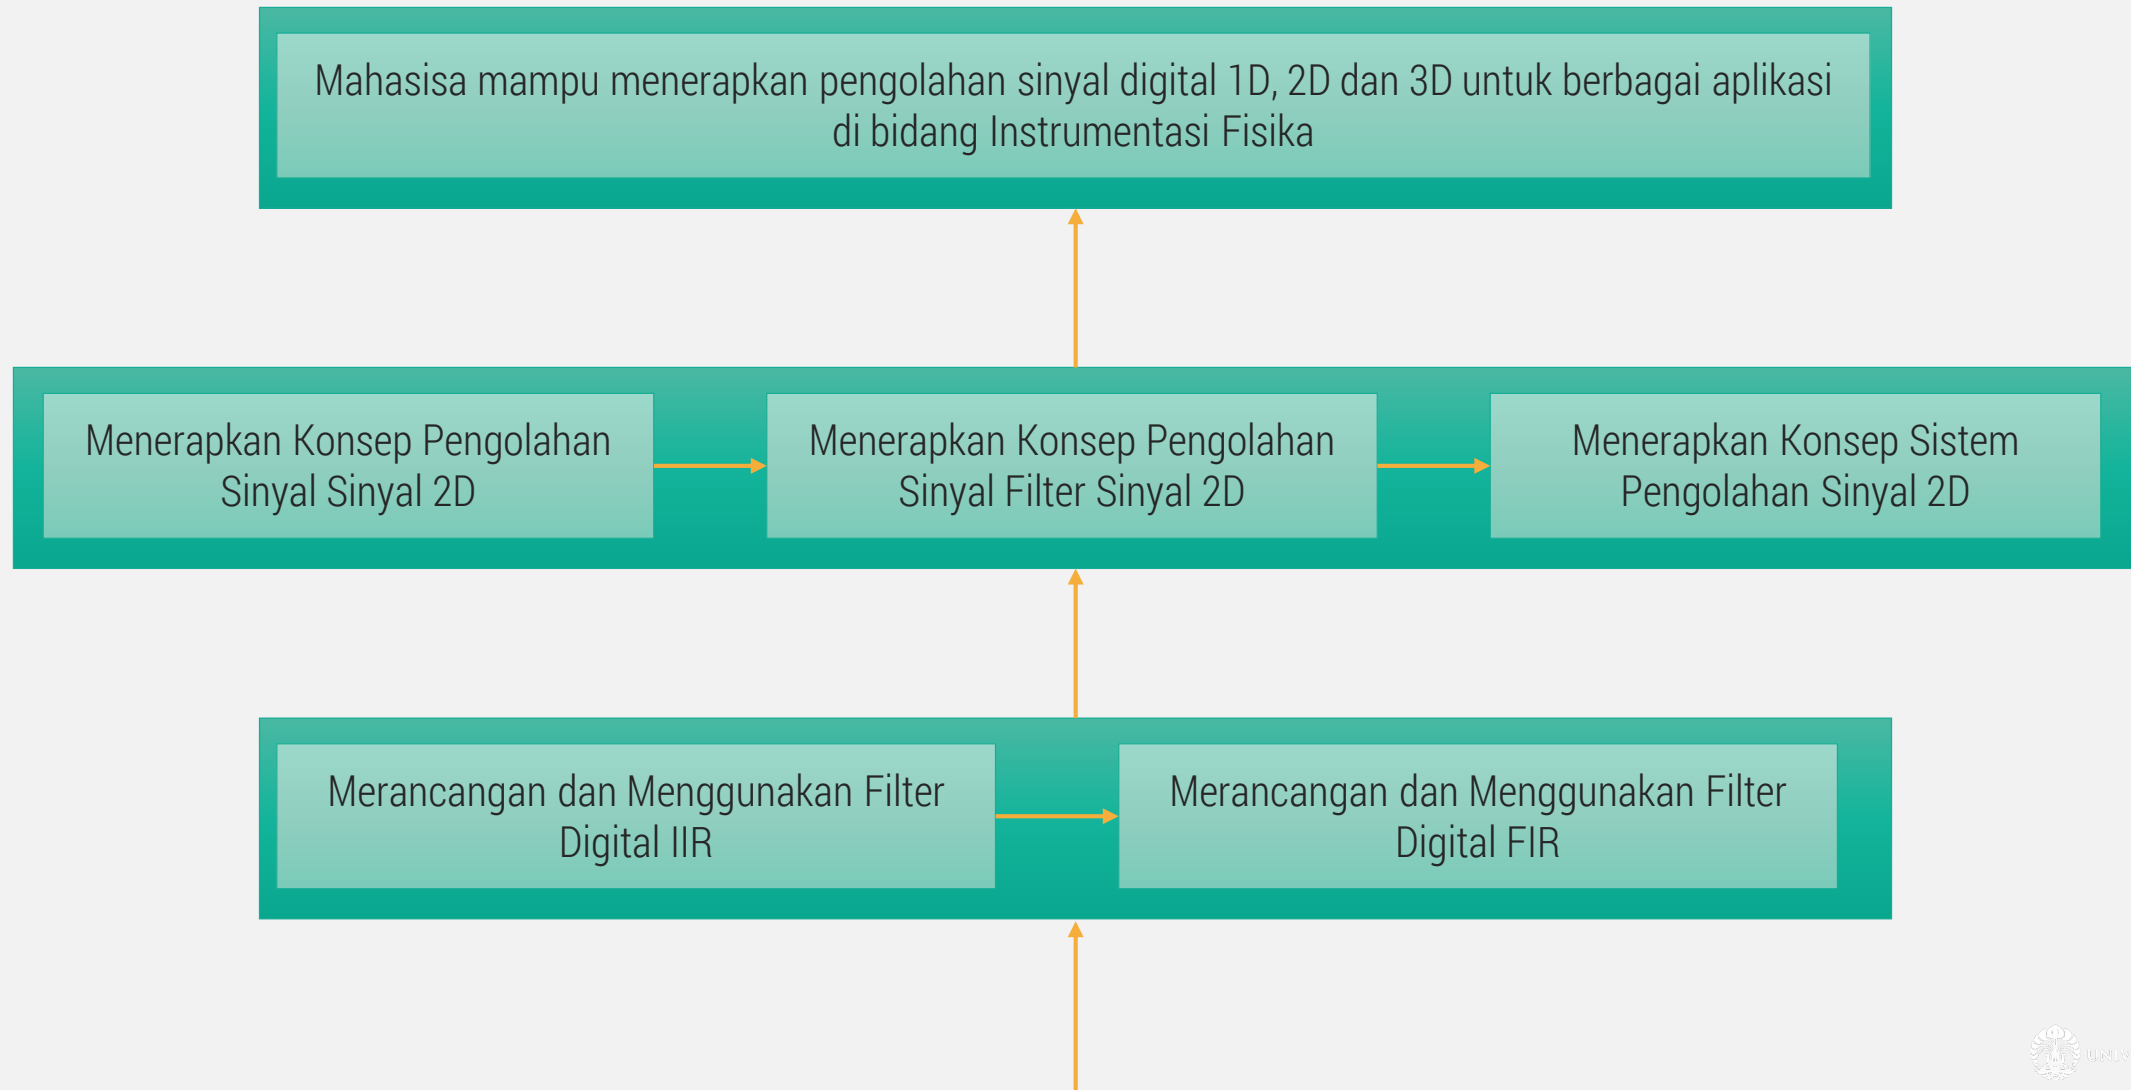 Mahasisa mampu menerapkan pengolahan sinyal digital 1D, 2D dan 3D untuk berbagai aplikasi
di bidang Instrumentasi Fisika
Menerapkan Konsep Pengolahan
Sinyal Sinyal 2D
Menerapkan Konsep Pengolahan
Sinyal Filter Sinyal 2D
Menerapkan Konsep Sistem
Pengolahan Sinyal 2D
Merancangan dan Menggunakan Filter
Digital IIR
Merancangan dan Menggunakan Filter
Digital FIR